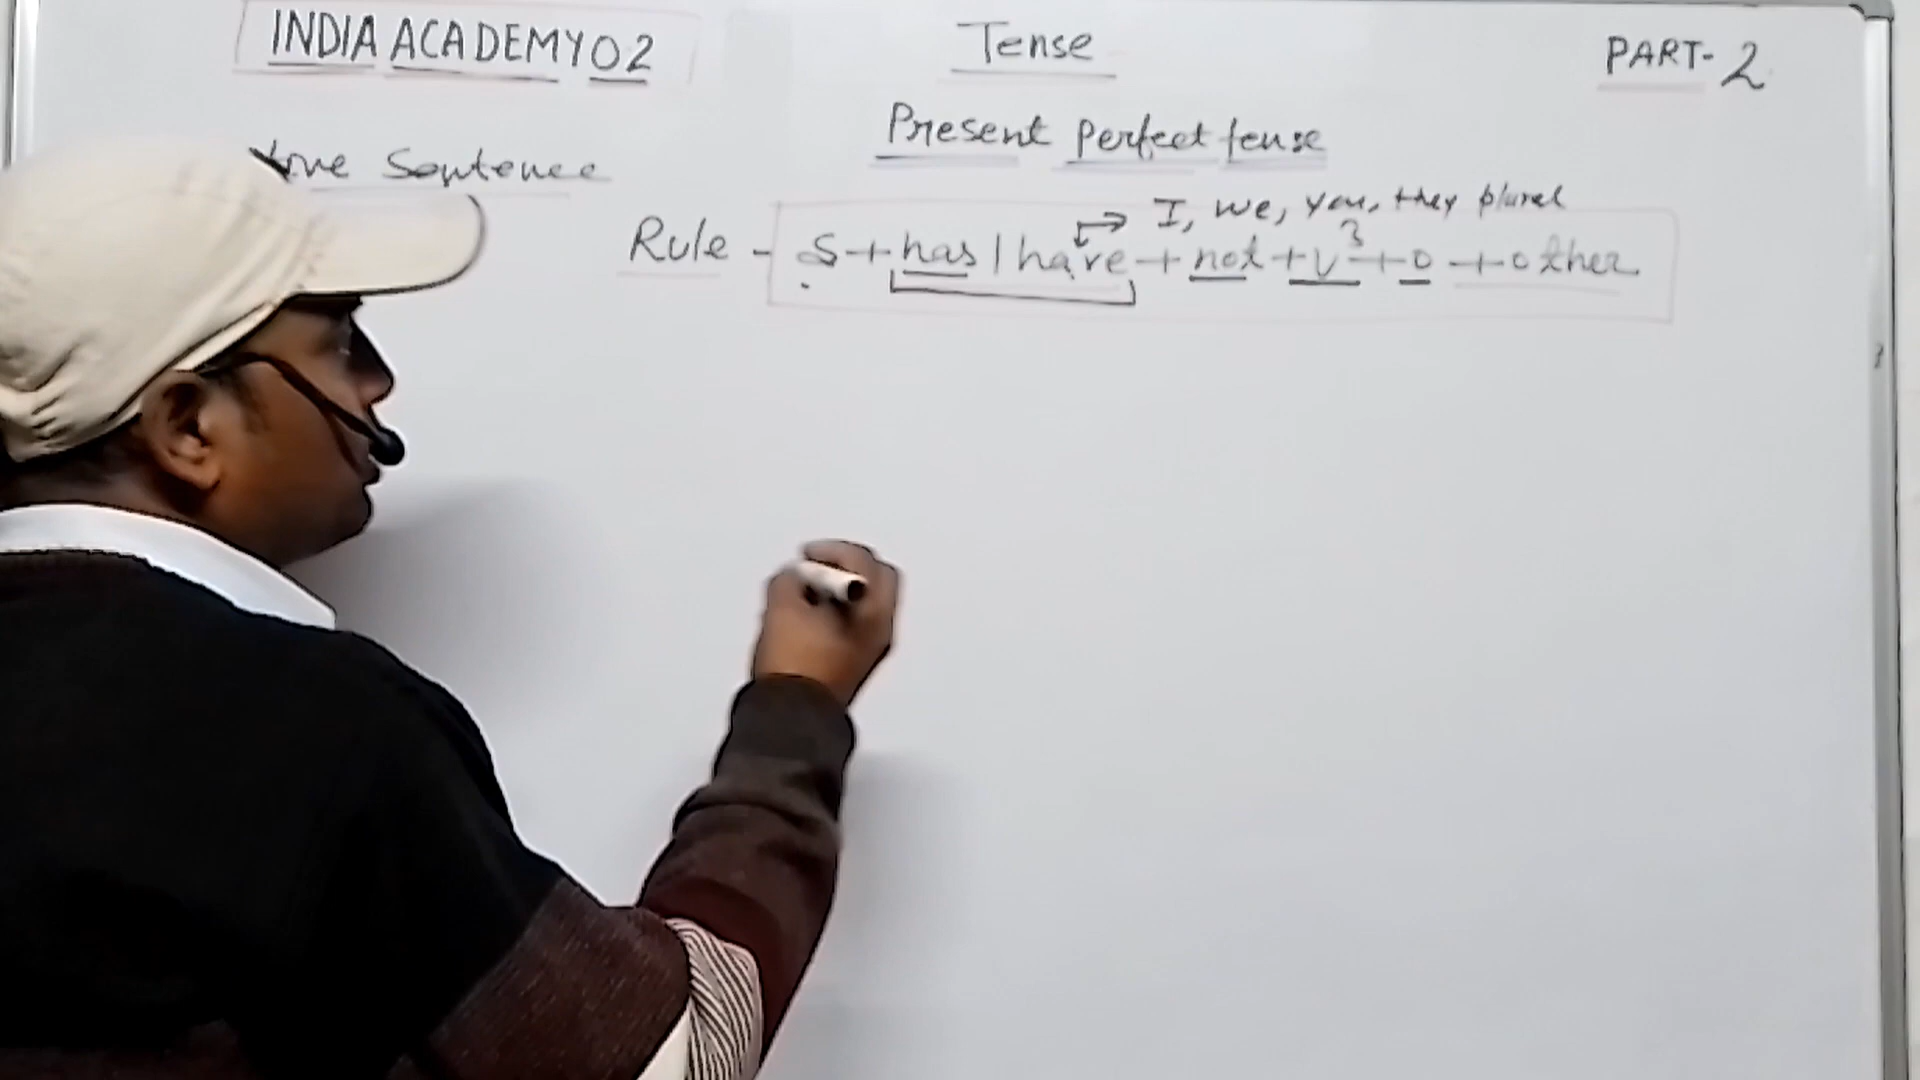 INDIA ACADEMY 02
Tense
PART-2
Present Perfect tense
Sentence
I, we, you, they plural
Rule - S + has / have + not + V3 + O + other